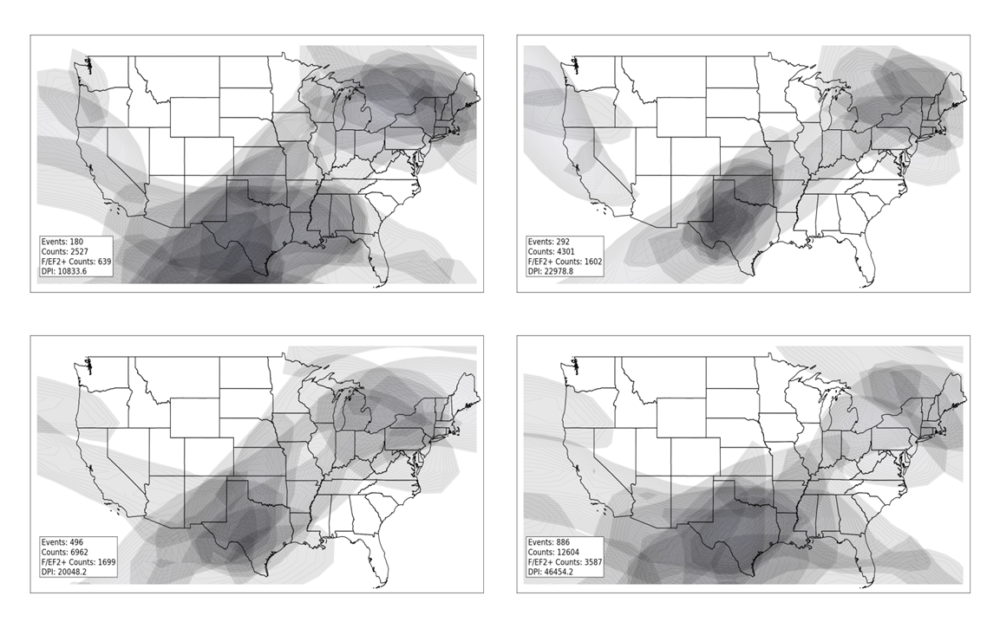 Events: 180
Counts: 2527
F/EF2+ Counts: 639
DPI: 10833.6
Events: 292
Counts: 4301
F/EF2+ Counts: 1602
DPI: 22978.8
Events: 496
Counts: 6962
F/EF2+ Counts: 1699
DPI: 20048.2
Events: 886
Counts: 12604
F/EF2+ Counts: 3587
DPI: 46454.2